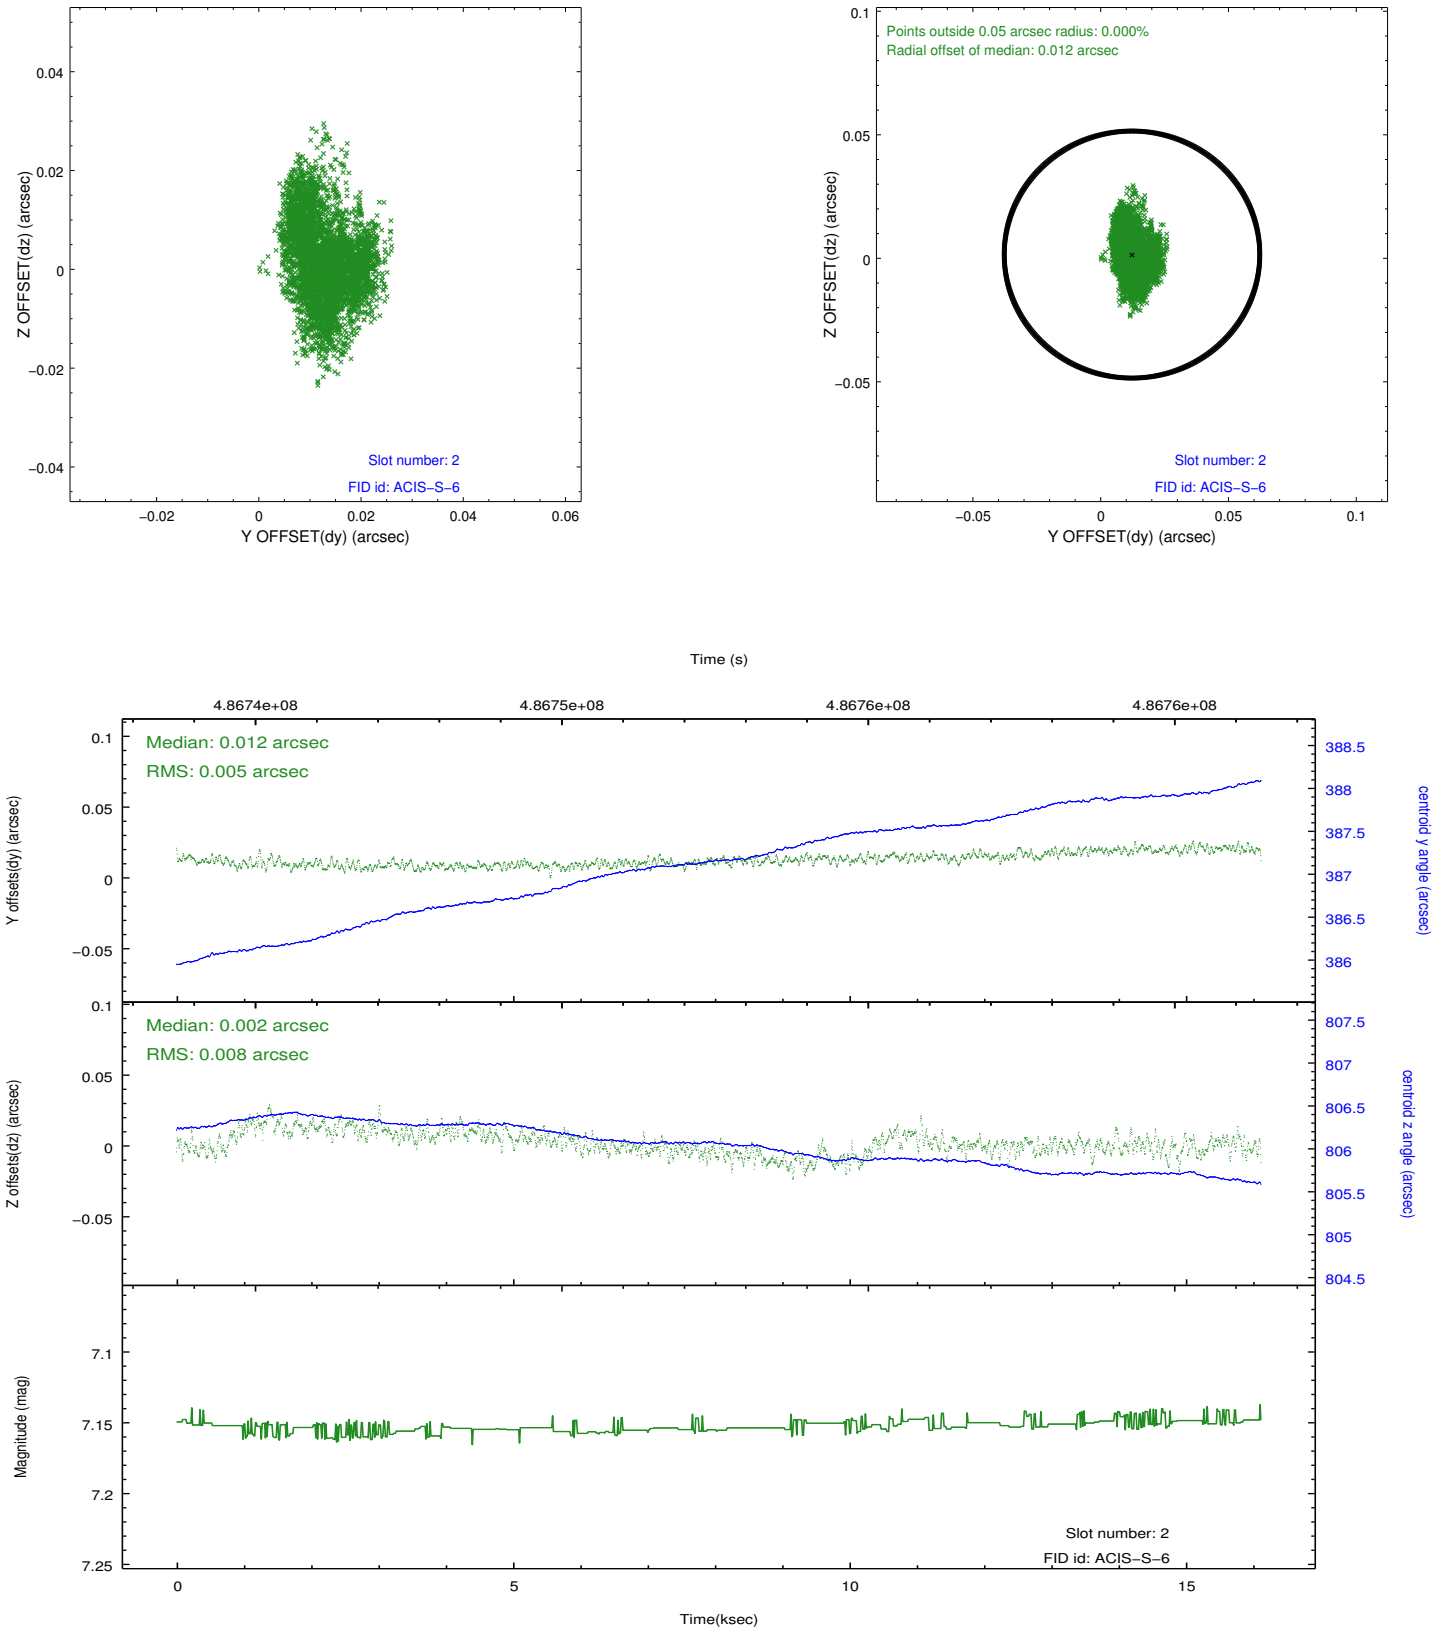 0.04
0.02
0
−0.02
−0.04
Z OFFSET(dz) (arcsec)
Slot number: 2
FID id: ACIS−S−6
−0.02
0
0.02
0.04
0.06
Y OFFSET(dy) (arcsec)
Points outside 0.05 arcsec radius: 0.000%
Radial offset of median: 0.012 arcsec
0.1
0.05
0
−0.05
Z OFFSET(dz) (arcsec)
Slot number: 2
FID id: ACIS−S−6
−0.05
0
0.05
0.1
Y OFFSET(dy) (arcsec)
Time (s)
4.8674e+08
4.8675e+08
4.8676e+08
4.8676e+08
Median: 0.012 arcsec
RMS: 0.005 arcsec
0.1
0.05
0
−0.05
Y offsets(dy) (arcsec)
388.5
388
387.5
387
386.5
386
centroid y angle (arcsec)
Median: 0.002 arcsec
RMS: 0.008 arcsec
0.1
0.05
0
−0.05
Z offsets(dz) (arcsec)
807.5
807
806.5
806
805.5
805
804.5
centroid z angle (arcsec)
7.1
7.15
7.2
7.25
Magnitude (mag)
Slot number: 2
FID id: ACIS−S−6
0
5
10
15
Time(ksec)